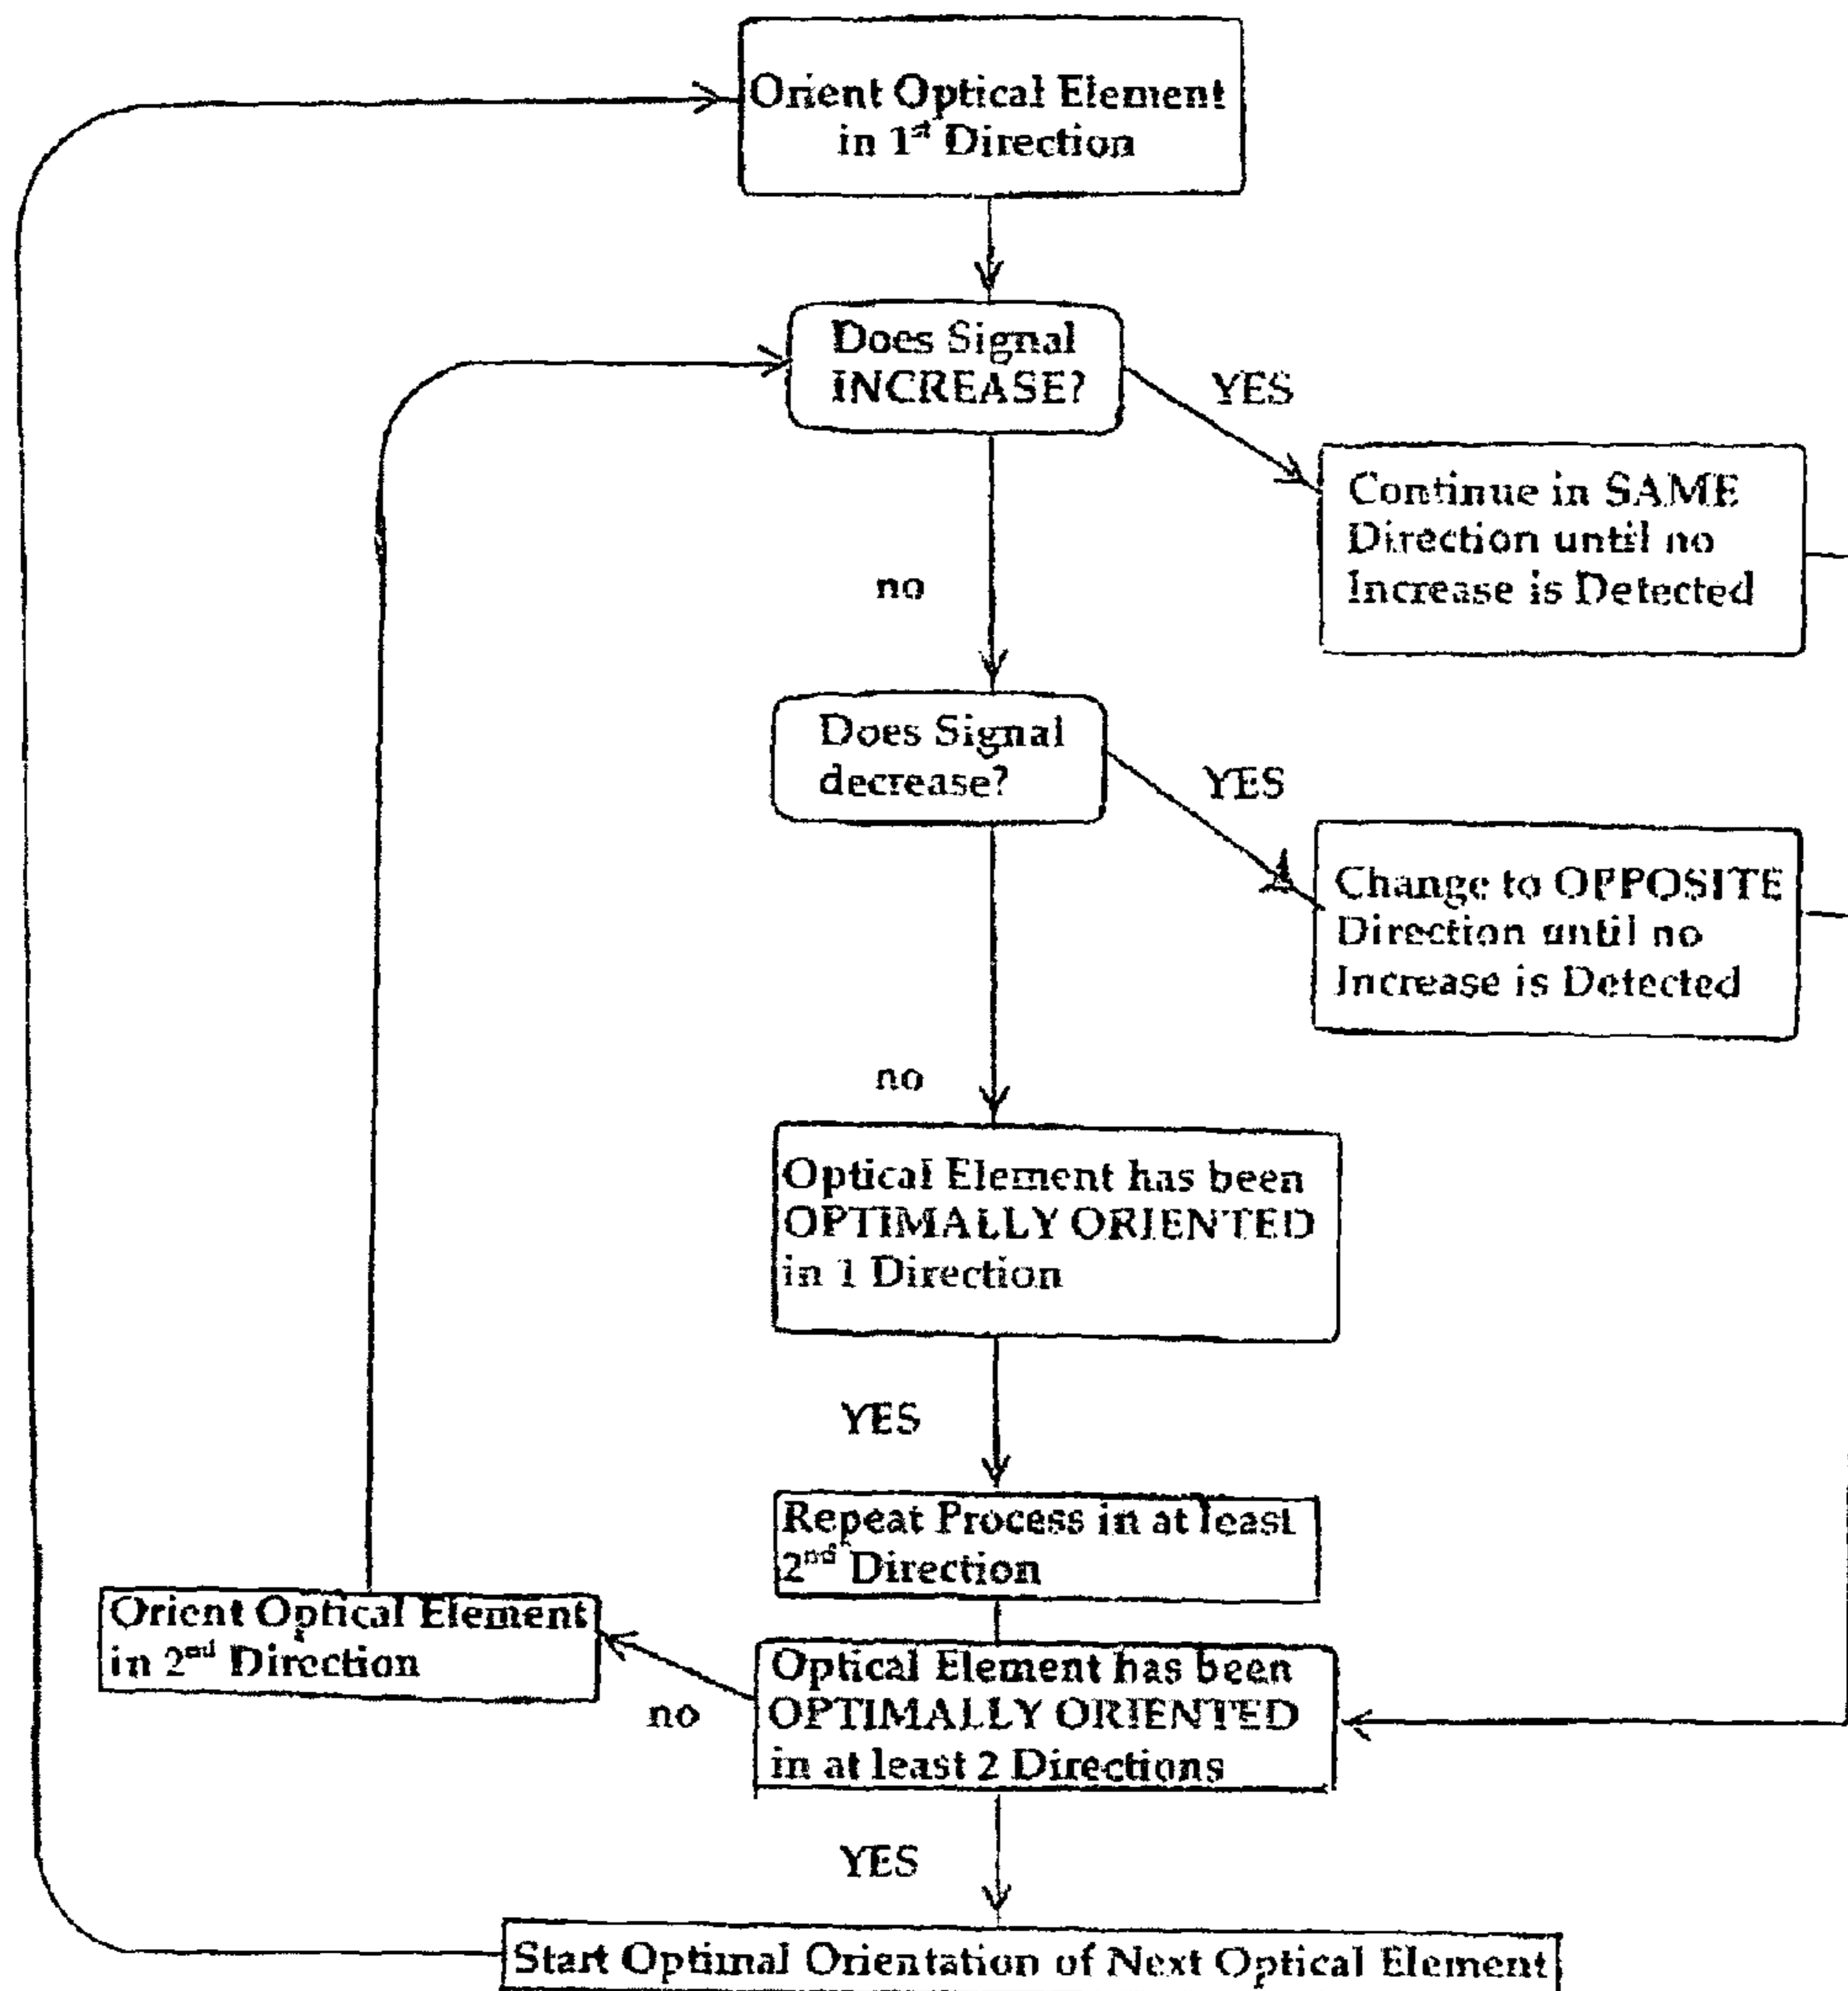 Orient Optical Element
in 1st Direction
Does Signal
INCREASE?
YES
Continue in SAME
Direction until no
Increase is Detected
no
Does Signal
decrease?
YES
Change to OPPOSITE
Direction until no
Increase is Detected
no
Optical Element has been
OPTIMALLY ORIENTED
in 1 Direction
YES
Repeat Process in at least
2nd Direction
Orient Optical Element
in 2nd Direction
no
Optical Element has been
OPTIMALLY ORIENTED
in at least 2 Directions
YES
Start Optimal Orientation of Next Optical Element